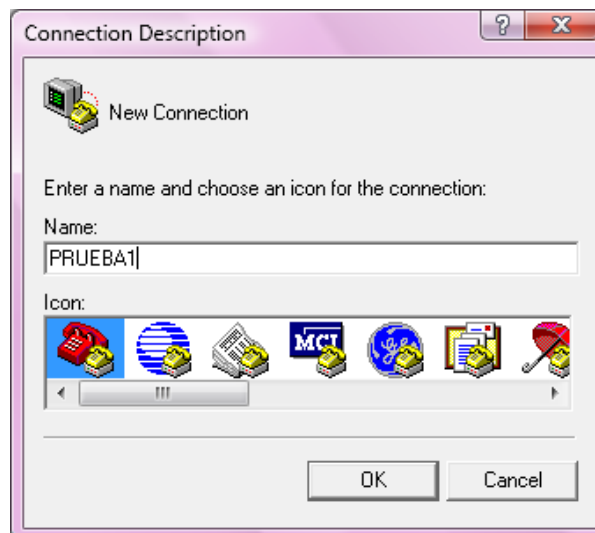 Connection Description
New Connection
Enter a name and choose an icon for the connection:
Name:
PRUEBA1
Icon:
MCI
OK Cancel